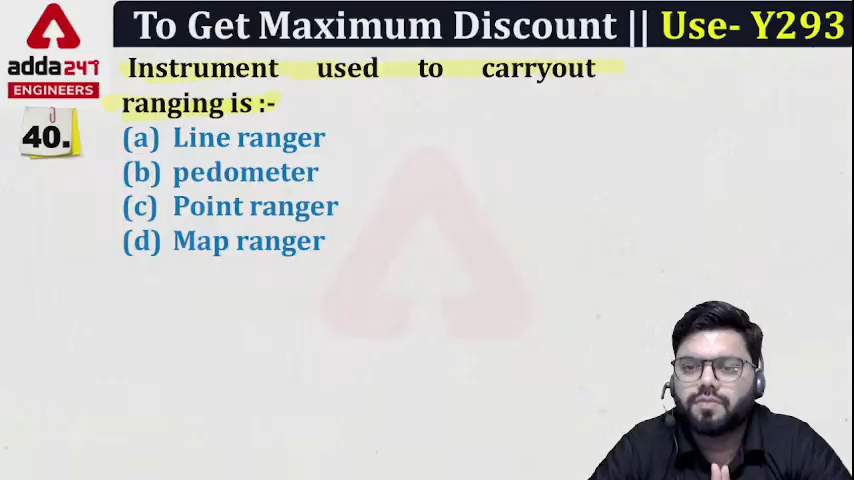 To Get Maximum Discount || Use- Y293
adda247
ENGINEERS
Instrument used to carryout
ranging is :-
40.
(a) Line ranger
(b) pedometer
(c) Point ranger
(d) Map ranger